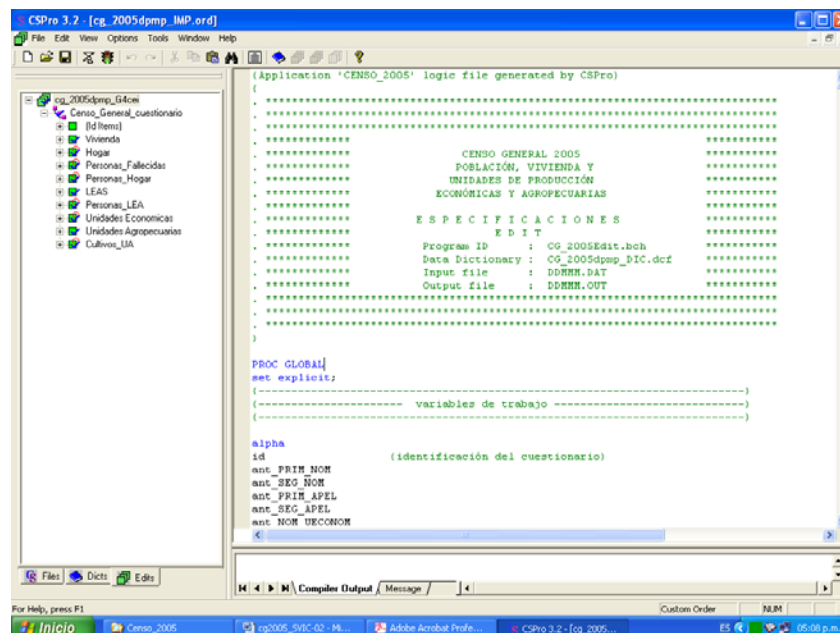 CSPro 3.2 - [cg_2005dpmp_IMP.ord]
File Edit View Options Tools Window Help
cg_2005dpmp_G4cei
Censo_General_cuestionario
(Id Items)
Vivienda
Hogar
Personas_Fallecidas
Personas_Hogar
LEAS
Personas_LEA
Unidades Economicas
Unidades Agropecuarias
Cultivos_UA
Files Dicts Edits
(Application 'CENSO_2005' logic file generated by CSPro)
(
. ****************************************************************************
. ****************************************************************************
. ****************************************************************************
. ************* ***********
. ************* CENSO GENERAL 2005 ***********
. ************* POBLACIÓN, VIVIENDA Y ***********
. ************* UNIDADES DE PRODUCCIÓN ***********
. ************* ECONÓMICAS Y AGROPECUARIAS ***********
. ************* ***********
. ************* E S P E C I F I C A C I O N E S ***********
. ************* E D I T ***********
. ************* Program ID : CG_2005Edit.bch ***********
. ************* Data Dictionary : CG_2005dpmp_DIC.dcf ***********
. ************* Input file : DDMMM.DAT ***********
. ************* Output file : DDMMM.OUT ***********
. ****************************************************************************
. ****************************************************************************
. ****************************************************************************
)
PROC GLOBAL
set explicit;
(-------------------------------------------------------------------------)
(---------------------- variables de trabajo -----------------------------)
(-------------------------------------------------------------------------)
alpha
id (identificación del cuestionario)
ant_PRIM_NOM
ant_SEG_NOM
ant_PRIM_APEL
ant_SEG_APEL
ant_NOM_UECONOM
Compiler Output / Message
For Help, press F1
Custom Order NUM
Inicio Censo_2005 cg2005_SVIC-02 - Mi... Adobe Acrobat Profe... CSPro 3.2 - [cg_2005... ES 05:08 p.m.